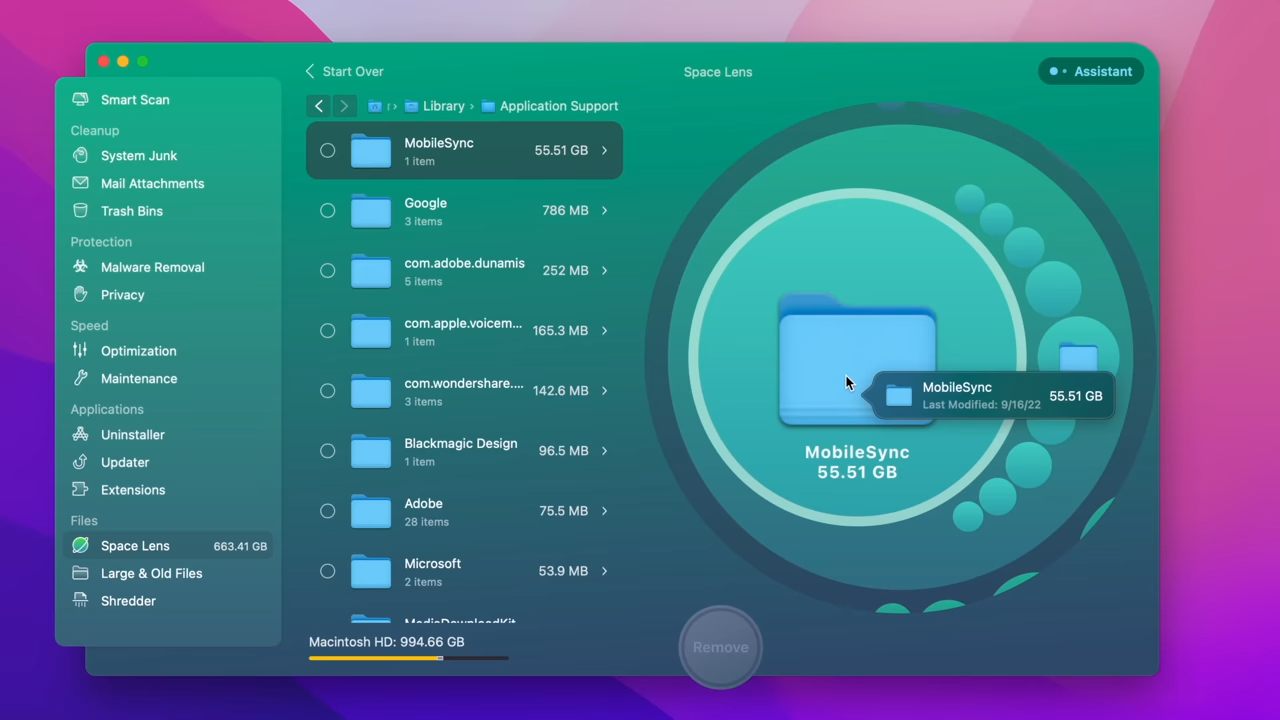 Start Over
Space Lens
Assistant
Smart Scan
Cleanup
System Junk
Mail Attachments
Trash Bins
Protection
Malware Removal
Privacy
Speed
Optimization
Maintenance
Applications
Uninstaller
Updater
Extensions
Files
Space Lens 663.41 GB
Large & Old Files
Shredder
r › Library › Application Support
MobileSync
1 item
55.51 GB
Google
3 items
786 MB
com.adobe.dunamis
5 items
252 MB
com.apple.voicem...
1 item
165.3 MB
com.wondershare....
3 items
142.6 MB
Blackmagic Design
1 item
96.5 MB
Adobe
28 items
75.5 MB
Microsoft
2 items
53.9 MB
Macintosh HD: 994.66 GB
MobileSync
Last Modified: 9/16/22
55.51 GB
MobileSync
55.51 GB
Remove